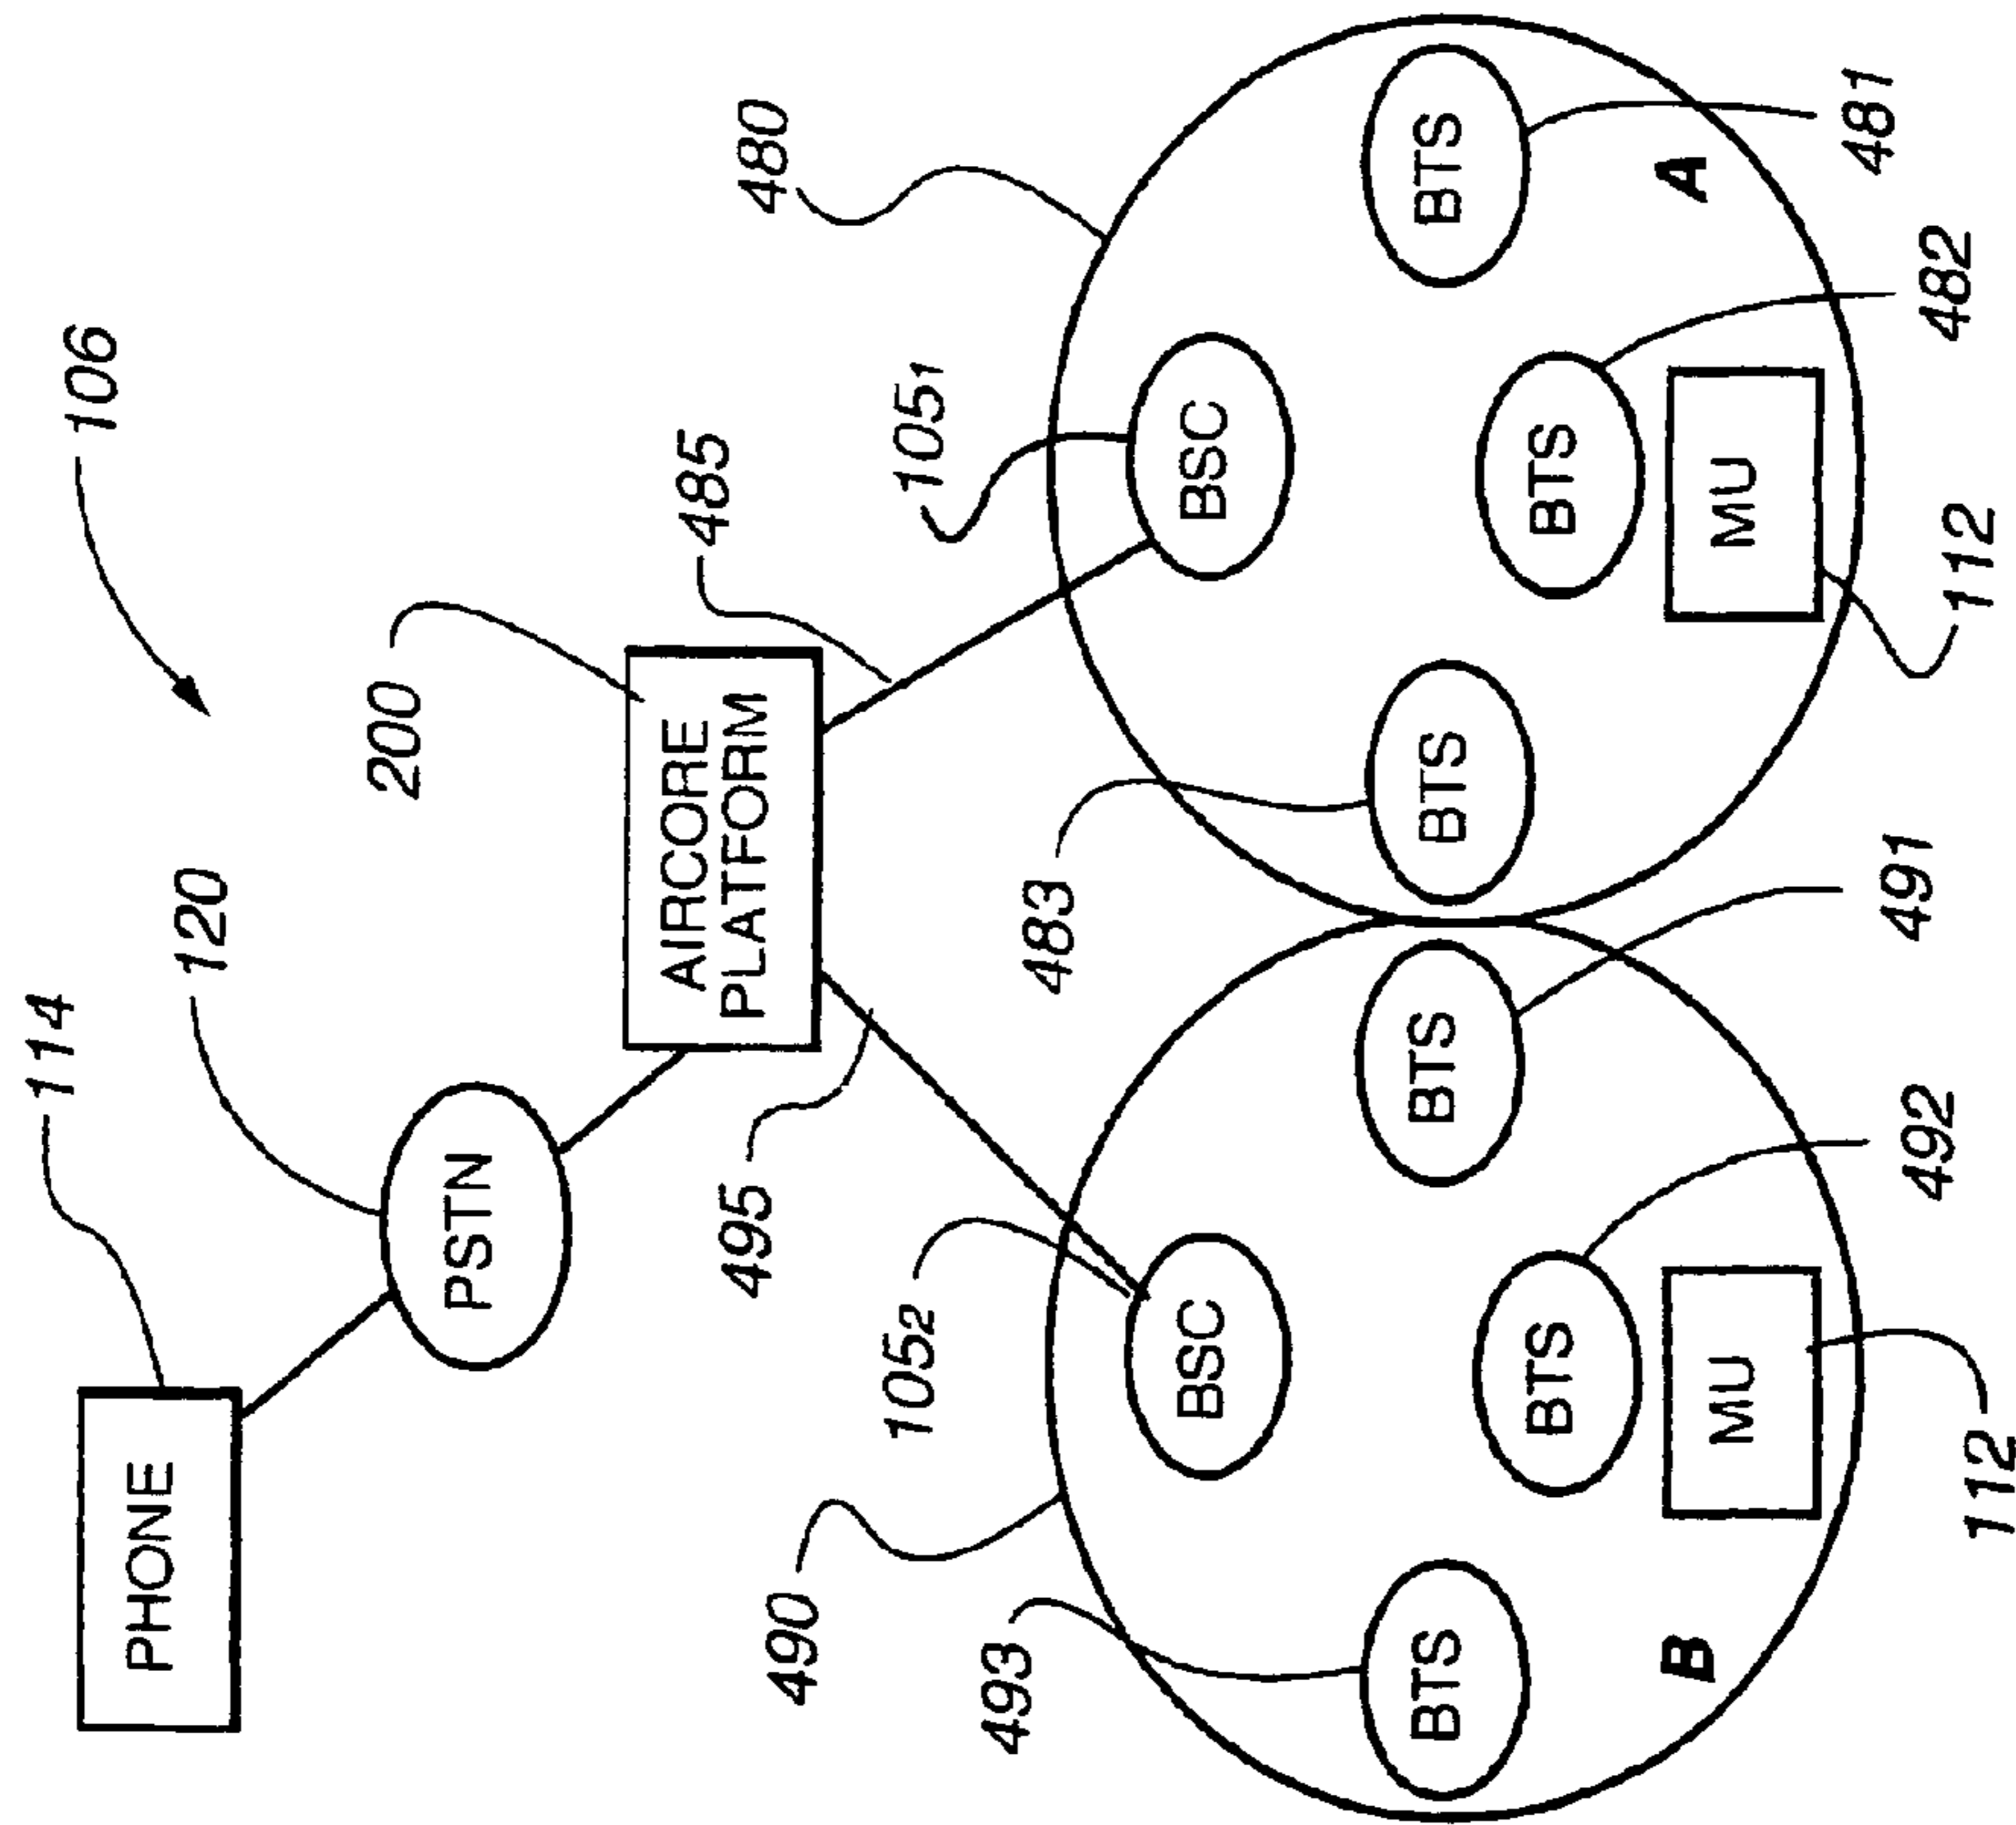 106
114
PHONE
120
PSTN
200
AIRCORE
PLATFORM
485
495
480
490
105₁
105₂
BSC
BSC
483
493
BTS
BTS
BTS
BTS
BTS
BTS
MU
MU
A
B
481
482
491
492
112
112